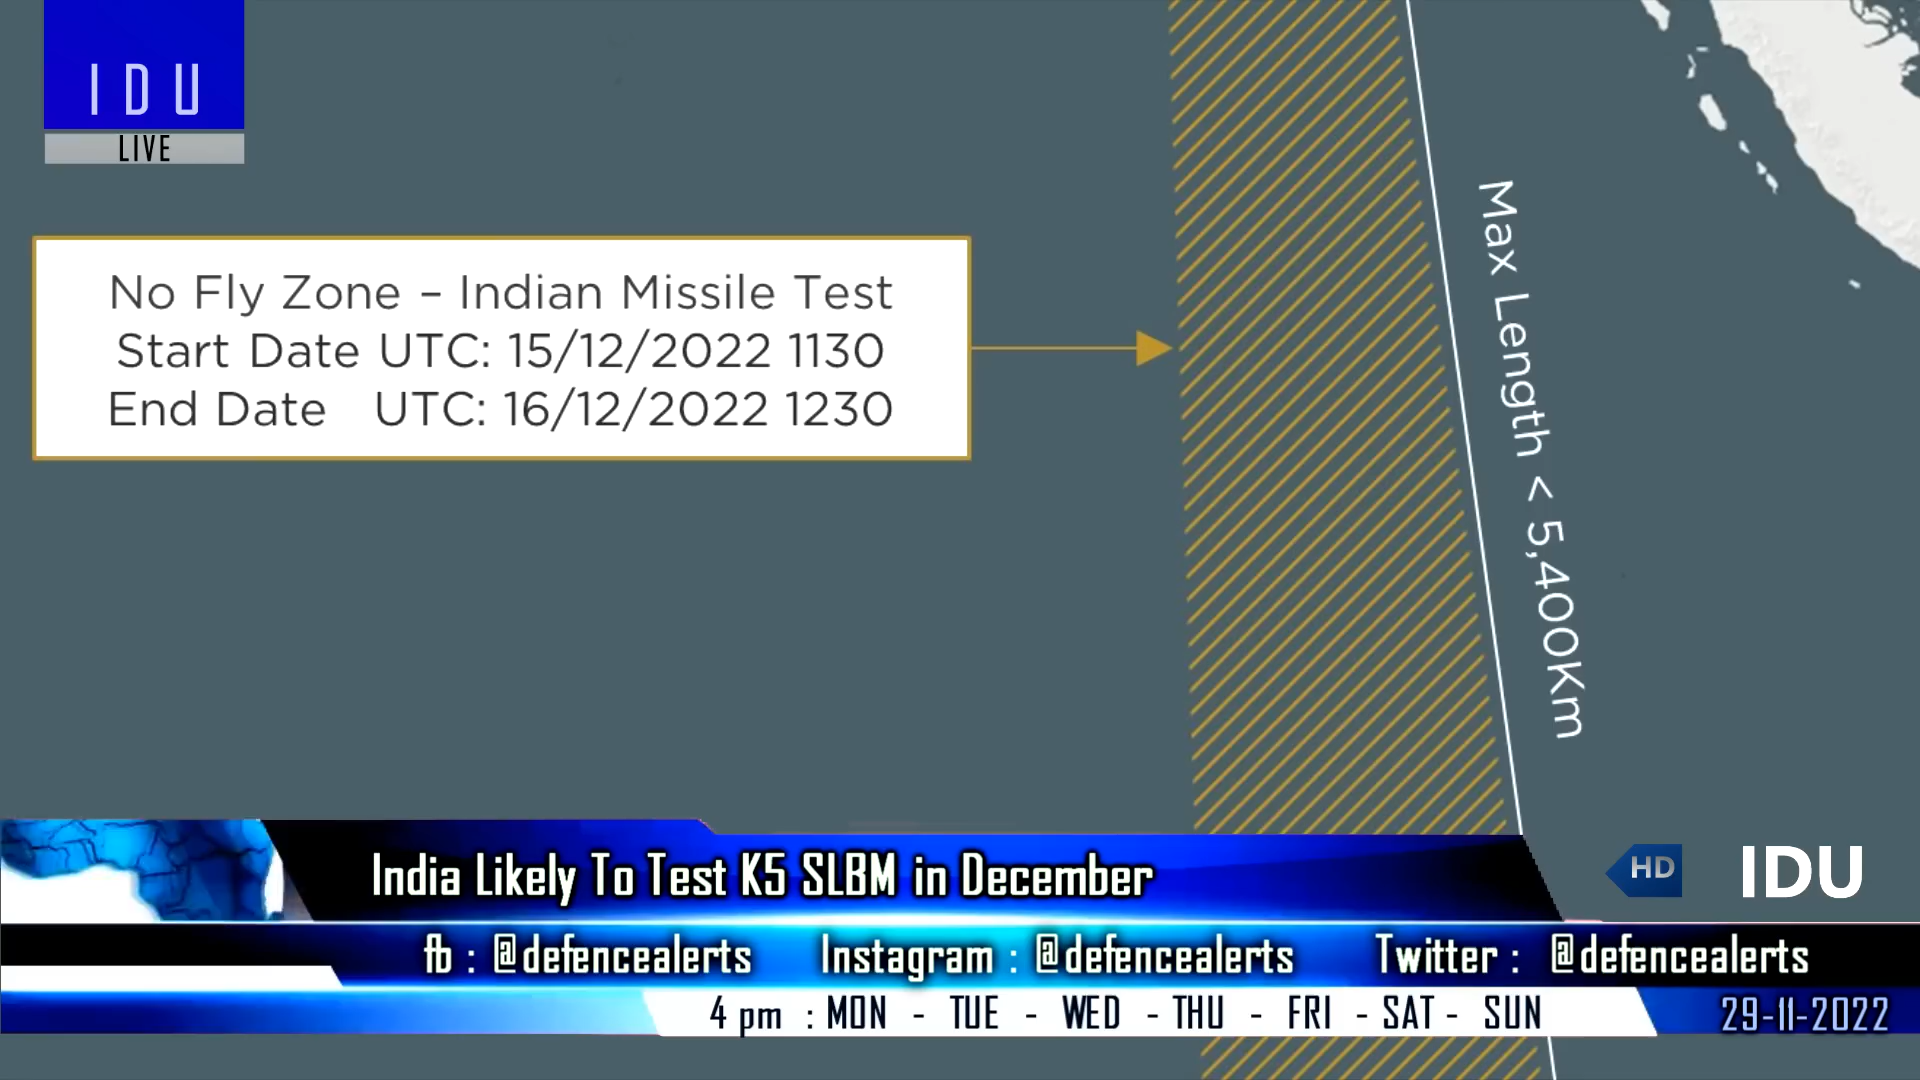 IDU
LIVE
No Fly Zone – Indian Missile Test
Start Date UTC: 15/12/2022 1130
End Date UTC: 16/12/2022 1230
Max Length < 5,400Km
India Likely To Test K5 SLBM in December
HD
IDU
fb : @defencealerts Instagram : @defencealerts Twitter : @defencealerts
4 pm : MON - TUE - WED - THU - FRI - SAT - SUN
29-11-2022